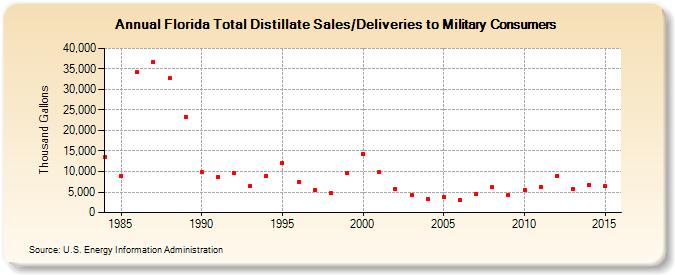 Annual Florida Total Distillate Sales/Deliveries to Military Consumers
Thousand Gallons
40,000
35,000
30,000
25,000
20,000
15,000
10,000
5,000
0
1985 1990 1995 2000 2005 2010 2015
Source: U.S. Energy Information Administration